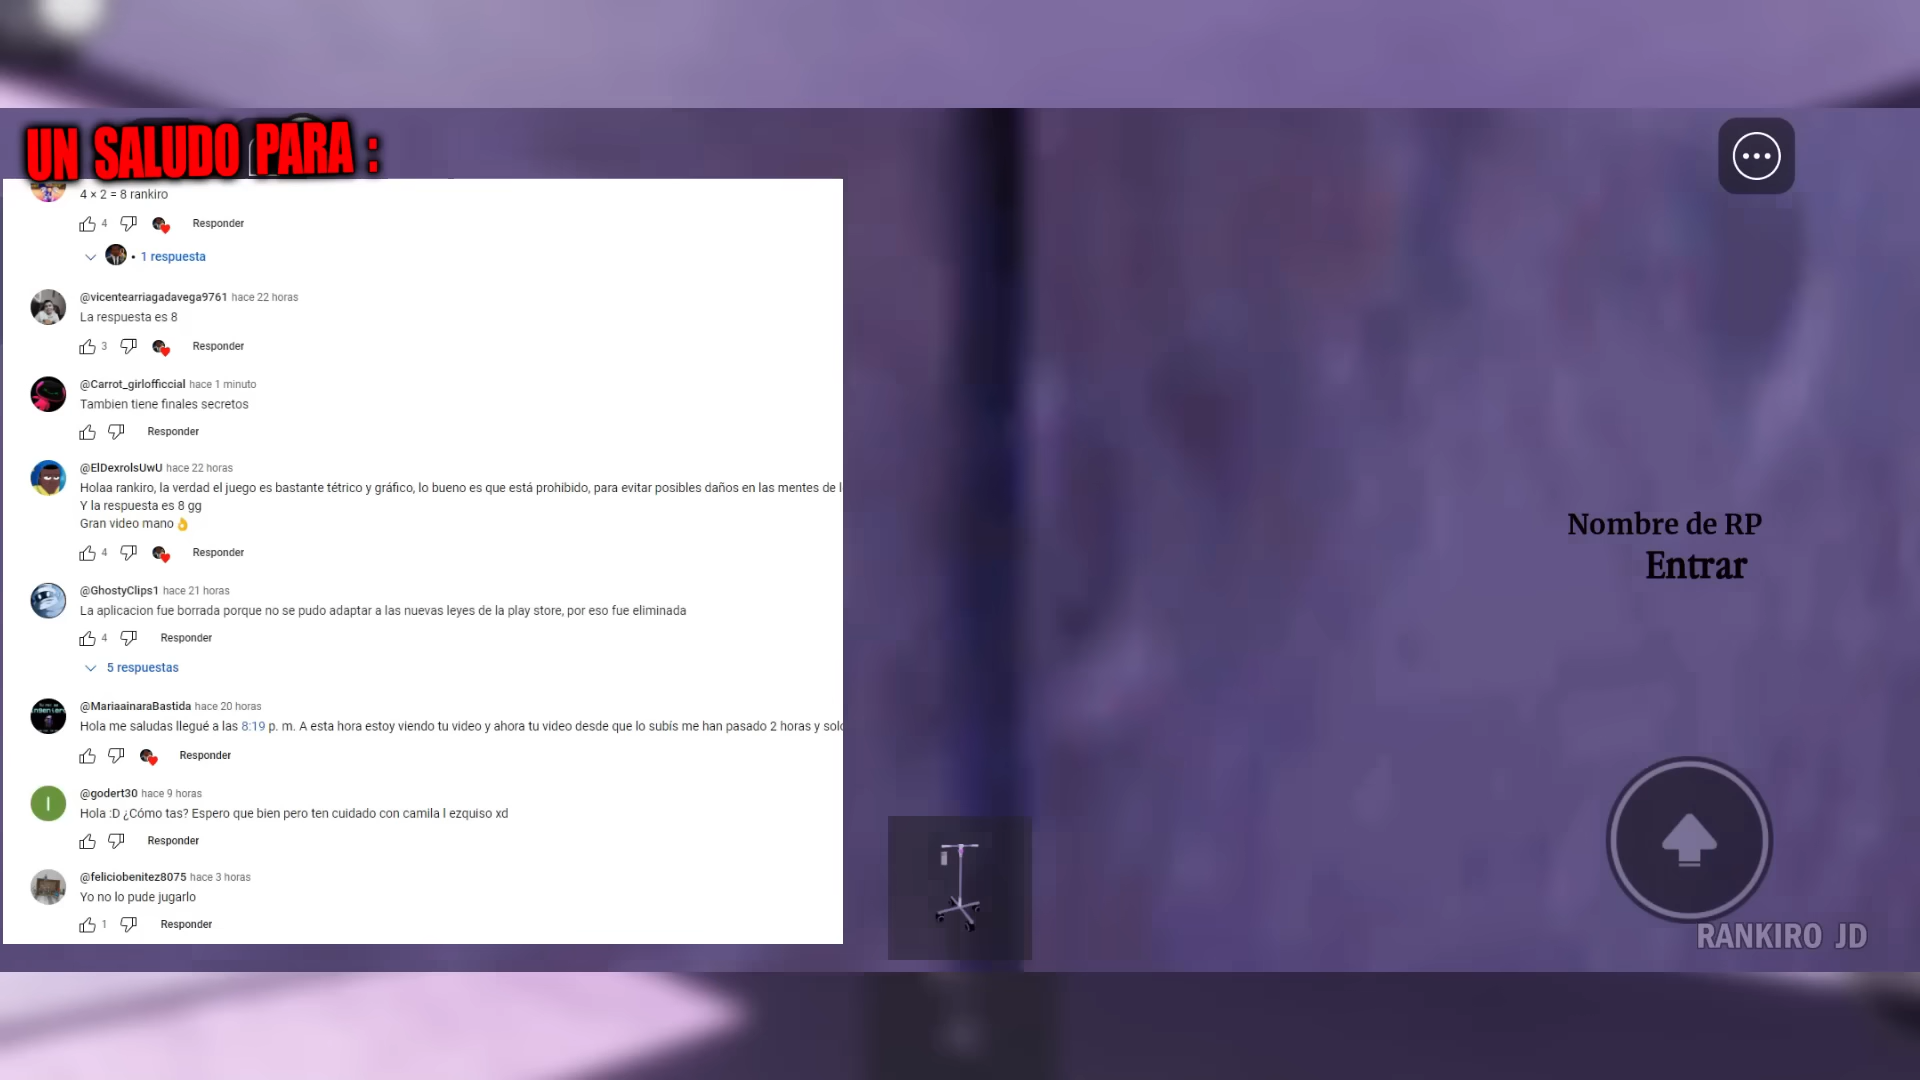 UN SALUDO PARA :
4 × 2 = 8 rankiro
4 Responder
• 1 respuesta
@vicentearriagadavega9761 hace 22 horas
La respuesta es 8
3 Responder
@Carrot_girlofficcial hace 1 minuto
Tambien tiene finales secretos
Responder
@ElDexrolsUwU hace 22 horas
Holaa rankiro, la verdad el juego es bastante tétrico y gráfico, lo bueno es que está prohibido, para evitar posibles daños en las mentes de l
Y la respuesta es 8 gg
Gran video mano👌
4 Responder
@GhostyClips1 hace 21 horas
La aplicacion fue borrada porque no se pudo adaptar a las nuevas leyes de la play store, por eso fue eliminada
4 Responder
5 respuestas
@MariaainaraBastida hace 20 horas
Hola me saludas llegué a las 8:19 p. m. A esta hora estoy viendo tu video y ahora tu video desde que lo subís me han pasado 2 horas y solo
Responder
I
@godert30 hace 9 horas
Hola :D ¿Cómo tas? Espero que bien pero ten cuidado con camila l ezquiso xd
Responder
@feliciobenitez8075 hace 3 horas
Yo no lo pude jugarlo
1 Responder
Nombre de RP
Entrar
RANKIRO JD